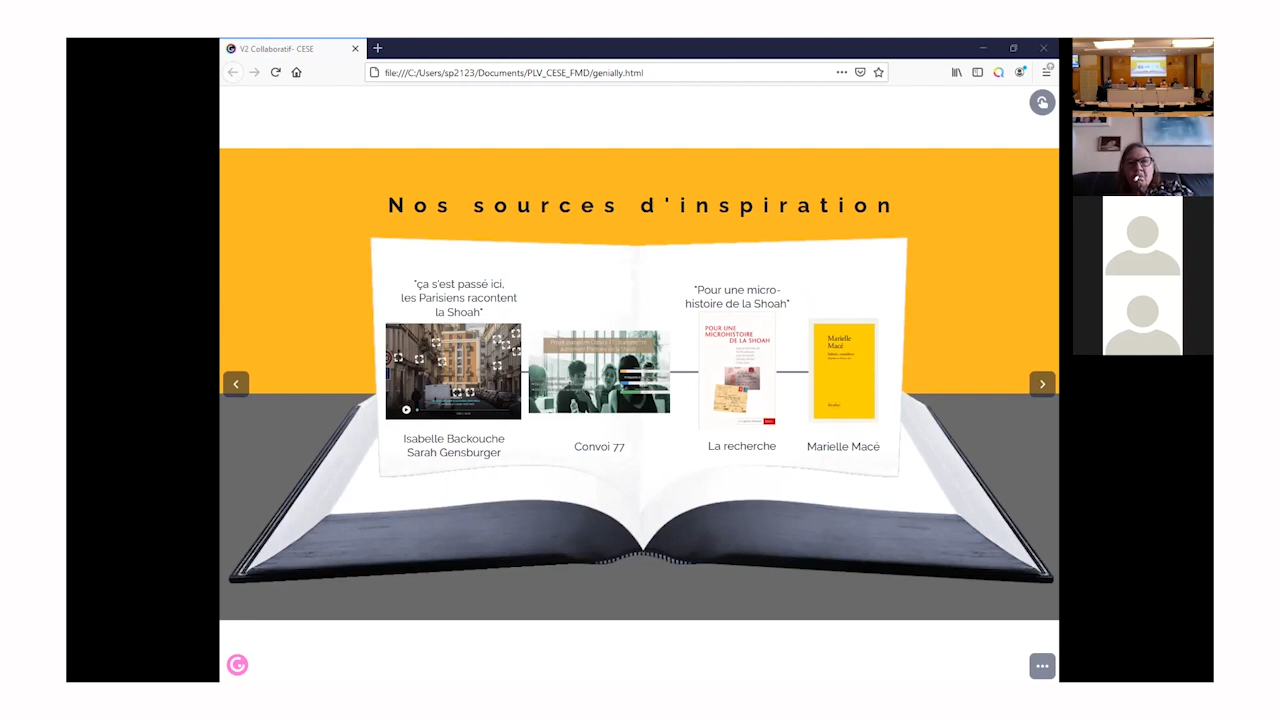 V2 Collaboratif- CESE
file:///C:/Users/sp2123/Documents/PLV_CESE_FMD/genially.html
Nos sources d'inspiration
"ça s'est passé ici,
les Parisiens racontent
la Shoah"
"Pour une micro-
histoire de la Shoah"
POUR UNE
MICROHISTOIRE
DE LA SHOAH
Marielle
Macé
Isabelle Backouche
Sarah Gensburger
Convoi 77
La recherche
Marielle Macé